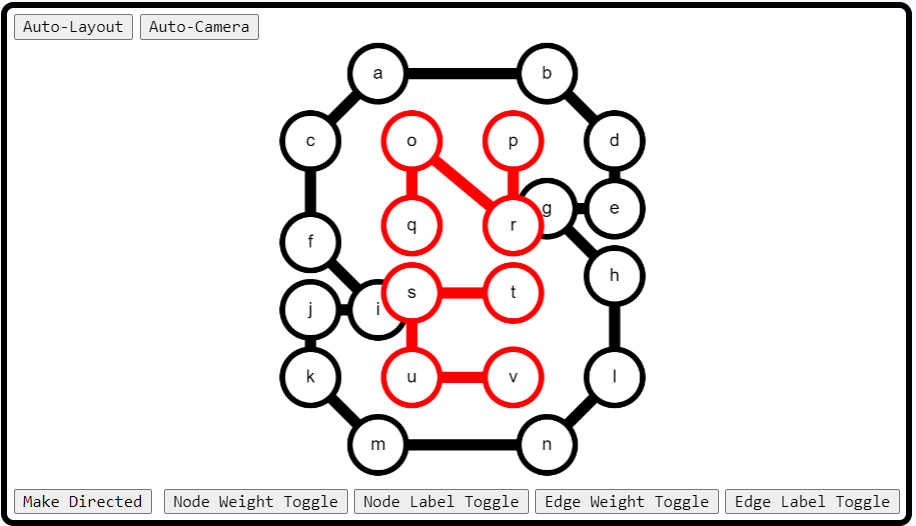 Auto-Layout Auto-Camera
a b
c o p d
g e
q r
f h
s t
j i
k u v l
m n
Make Directed Node Weight Toggle Node Label Toggle Edge Weight Toggle Edge Label Toggle